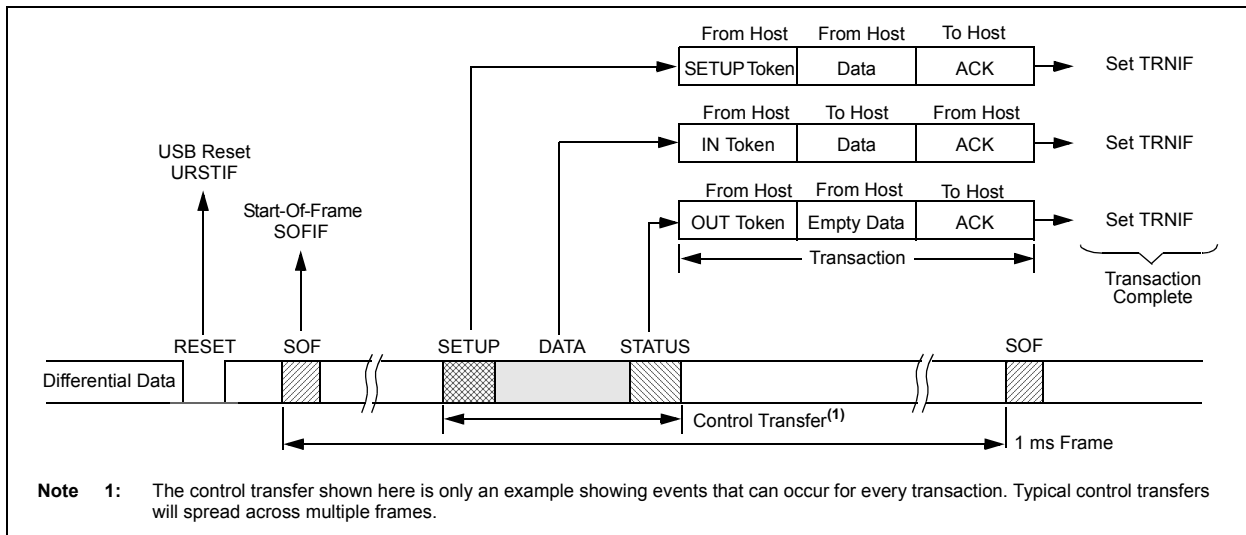 From Host From Host To Host
SETUP Token Data ACK Set TRNIF
From Host To Host From Host
IN Token Data ACK Set TRNIF
USB Reset
URSTIF
From Host From Host To Host
Start-Of-Frame
SOFIF
OUT Token Empty Data ACK Set TRNIF
Transaction
Transaction
Complete
RESET SOF SETUP DATA STATUS SOF
Differential Data
Control Transfer(1)
1 ms Frame
Note 1: The control transfer shown here is only an example showing events that can occur for every transaction. Typical control transfers
will spread across multiple frames.